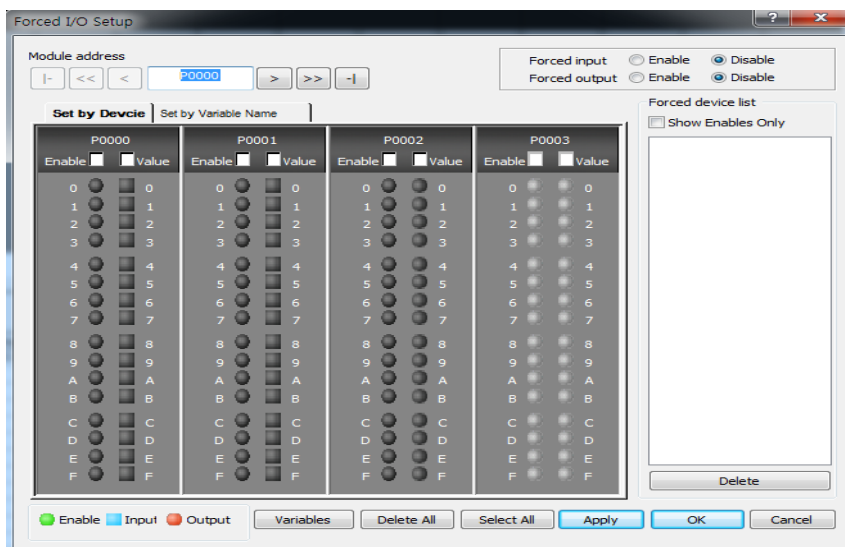 Forced I/O Setup
? X
Module address
|- << < P0000 > >> -|
Forced input Enable Disable
Forced output Enable Disable
Set by Devcie Set by Variable Name
Forced device list
Show Enables Only
P0000 P0001 P0002 P0003
Enable Value Enable Value Enable Value Enable Value
0 0 0 0 0 0 0 0
1 1 1 1 1 1 1 1
2 2 2 2 2 2 2 2
3 3 3 3 3 3 3 3
4 4 4 4 4 4 4 4
5 5 5 5 5 5 5 5
6 6 6 6 6 6 6 6
7 7 7 7 7 7 7 7
8 8 8 8 8 8 8 8
9 9 9 9 9 9 9 9
A A A A A A A A
B B B B B B B B
C C C C C C C C
D D D D D D D D
E E E E E E E E
F F F F F F F F
Delete
Enable Input Output Variables Delete All Select All Apply OK Cancel